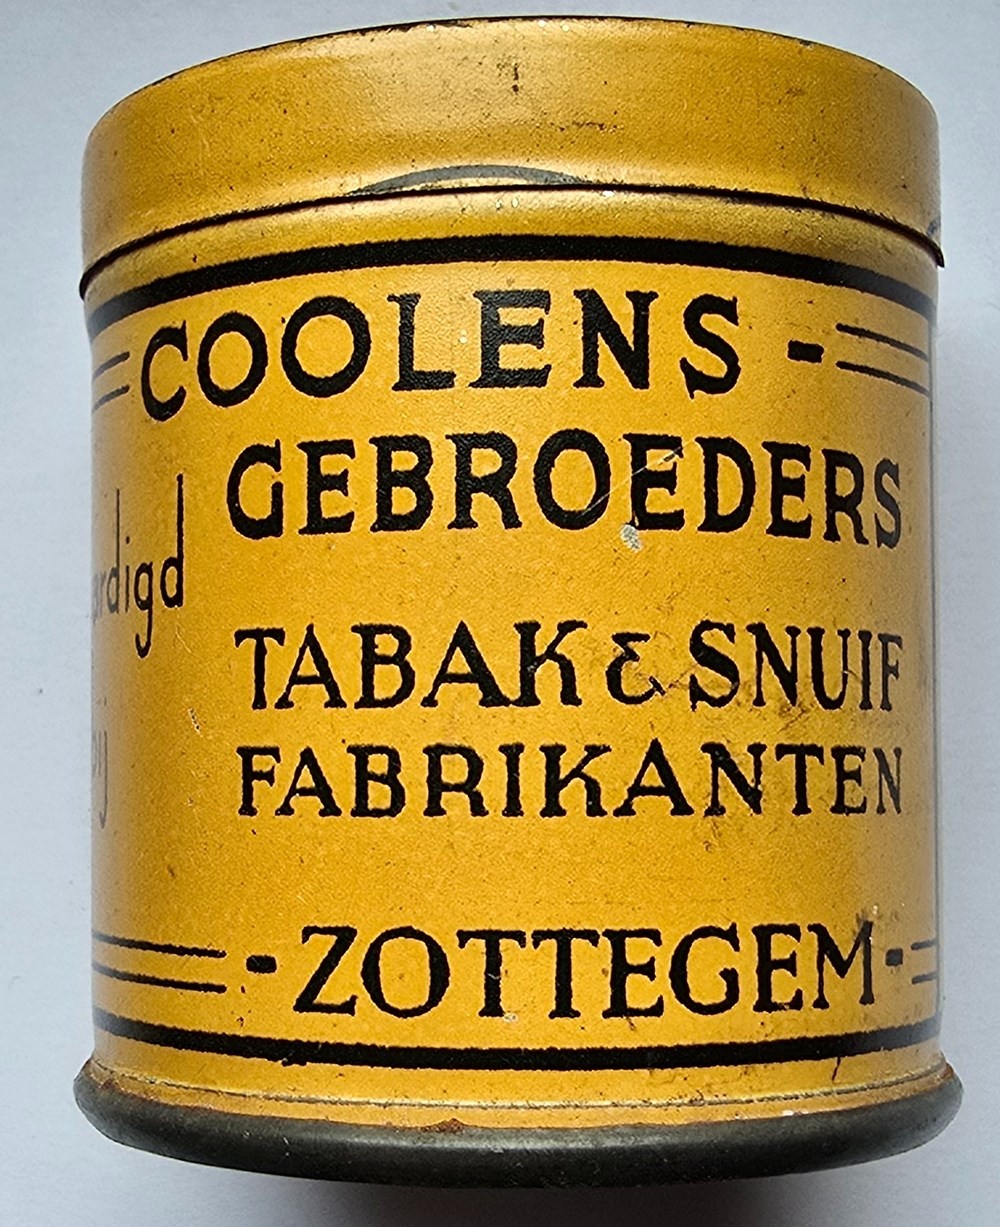 COOLENS -
GEBROEDERS
TABAK & SNUIF
FABRIKANTEN
- ZOTTEGEM -